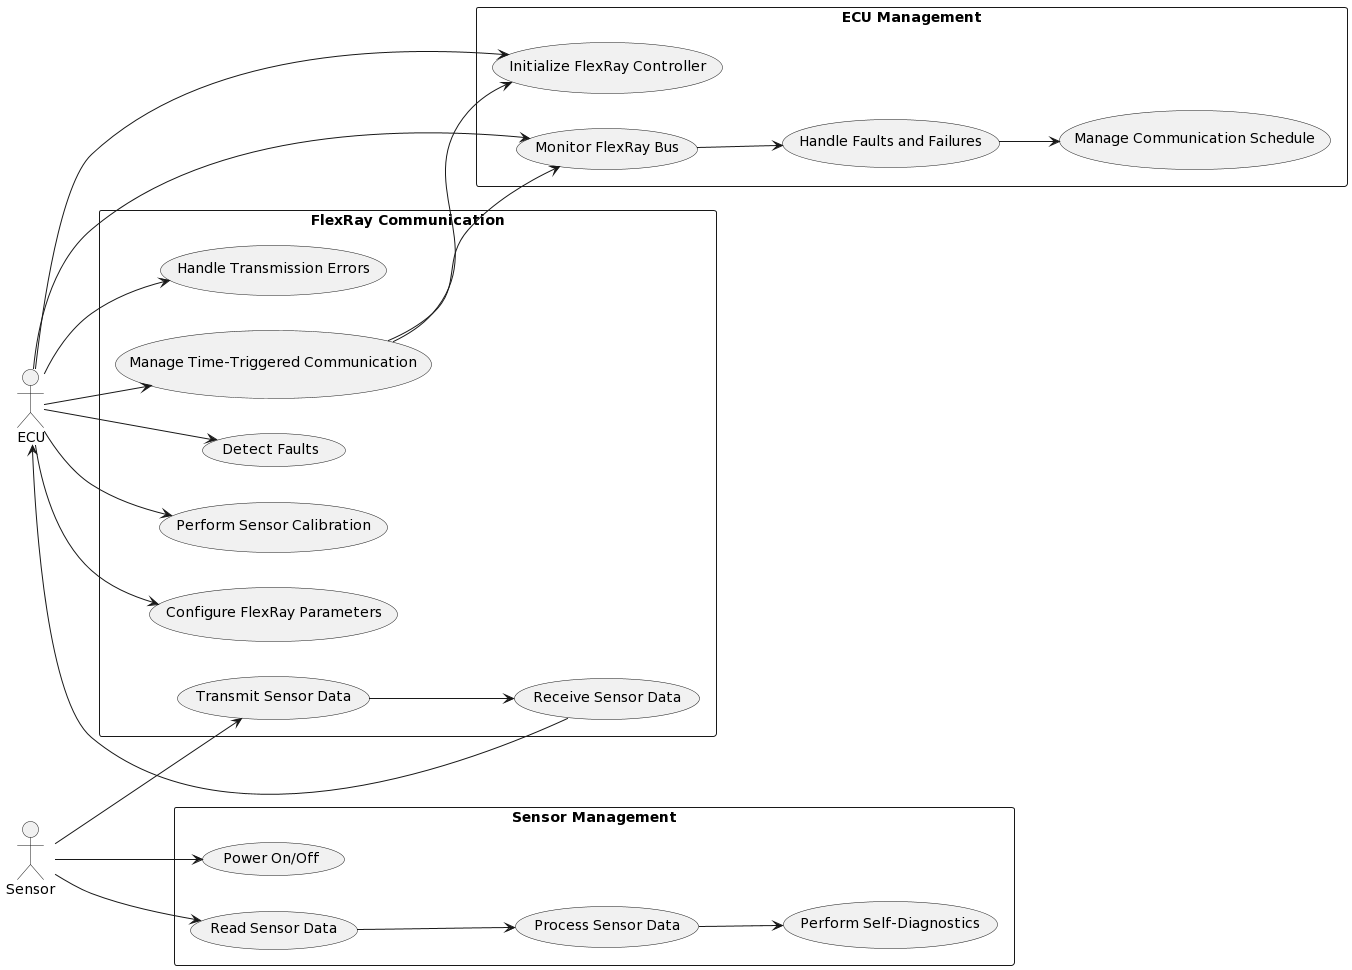 ECU Management
Initialize FlexRay Controller
Monitor FlexRay Bus
Handle Faults and Failures
Manage Communication Schedule
FlexRay Communication
Handle Transmission Errors
Manage Time-Triggered Communication
ECU
Detect Faults
Perform Sensor Calibration
Configure FlexRay Parameters
Transmit Sensor Data
Receive Sensor Data
Sensor Management
Power On/Off
Sensor
Read Sensor Data
Process Sensor Data
Perform Self-Diagnostics